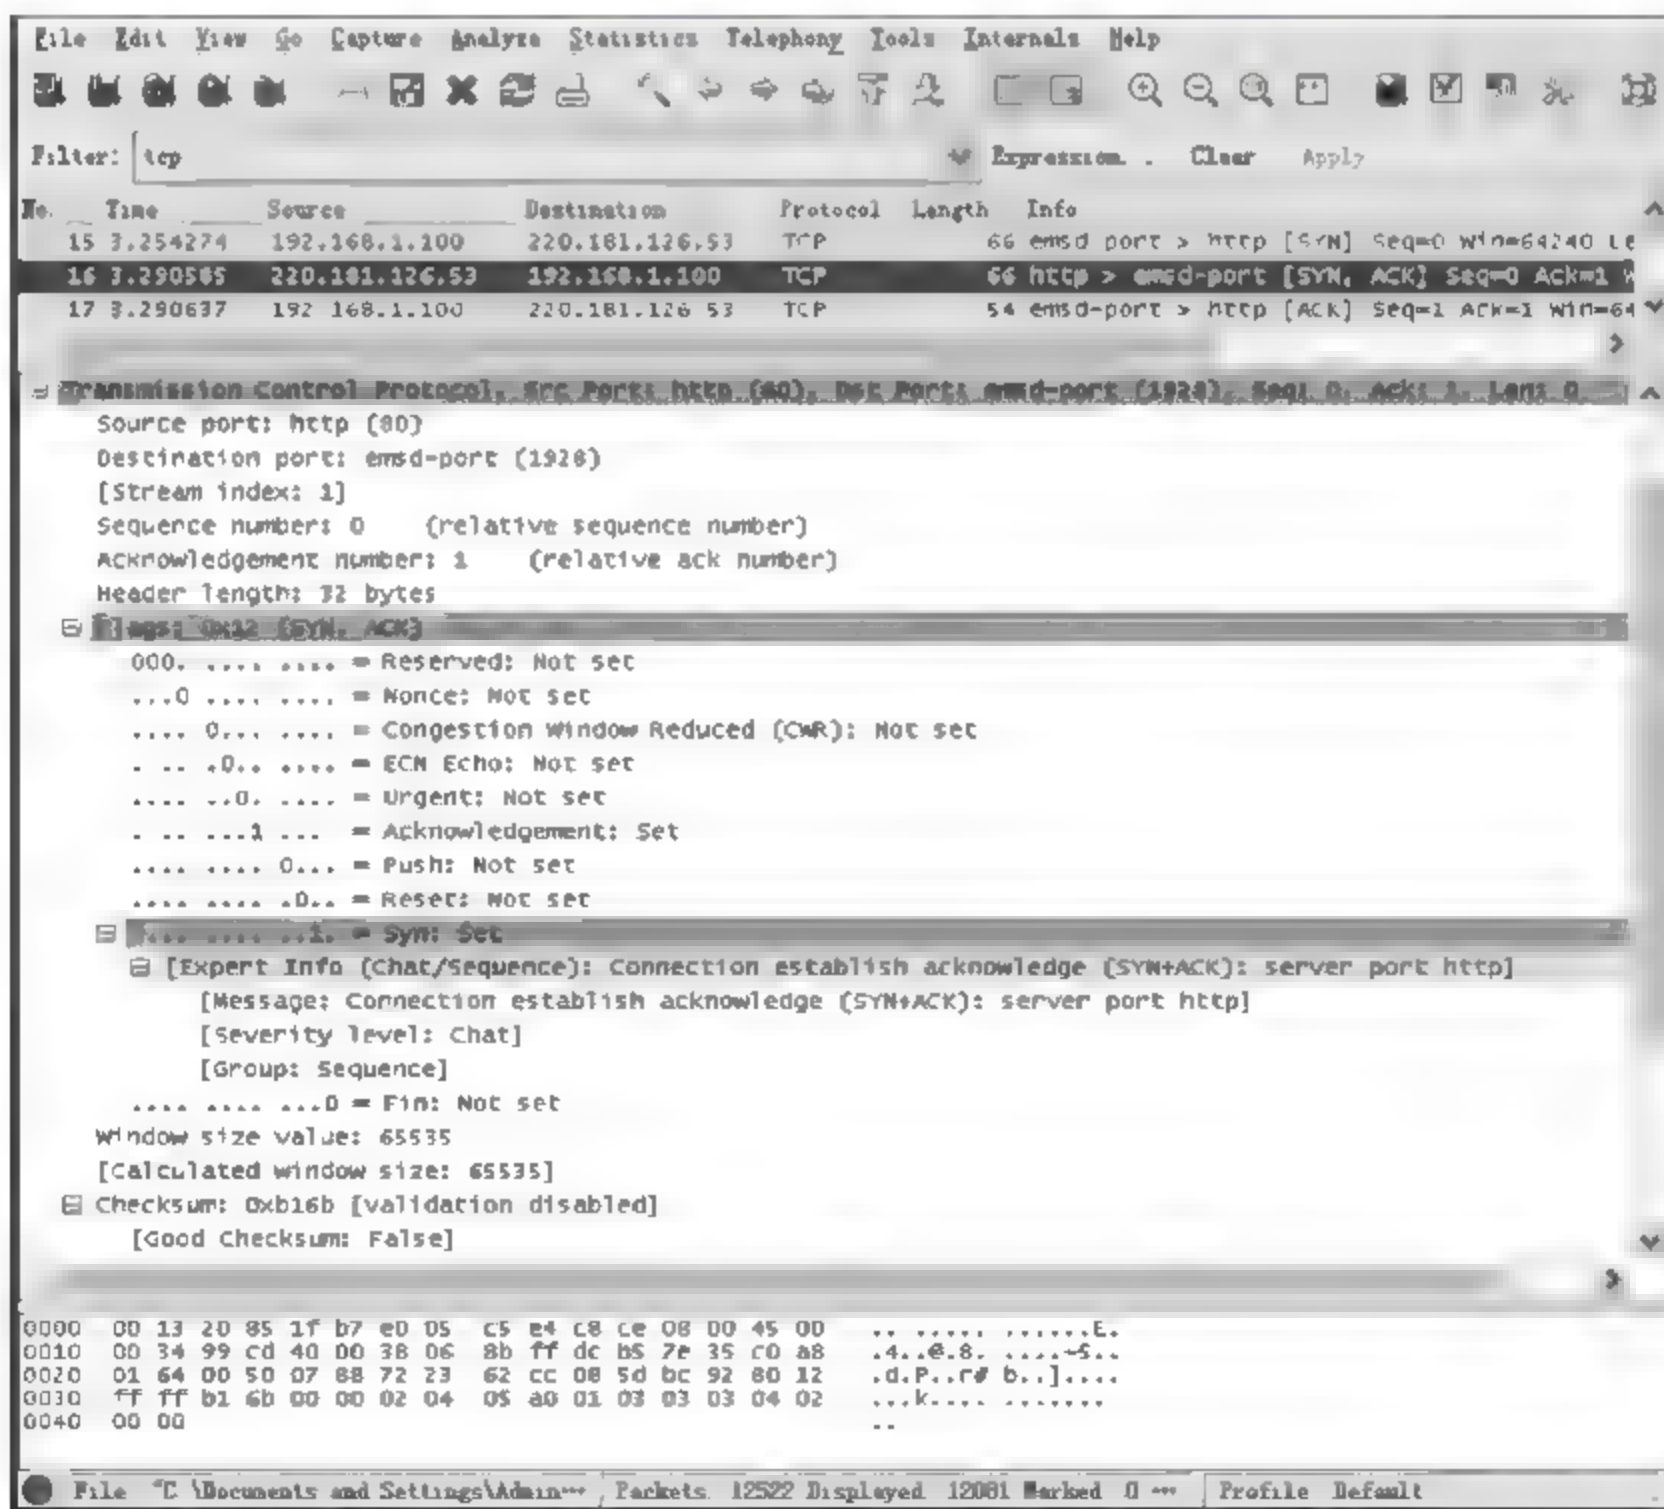 File Edit View Go Capture Analyze Statistics Telephony Tools Internals Help
Filter: tcp Expression... Clear Apply
No. Time Source Destination Protocol Length Info
15 3.254274 192.168.1.100 220.181.126.53 TCP 66 emsd port > http [SYN] Seq=0 Win=64240 Le
16 3.290585 220.181.126.53 192.168.1.100 TCP 66 http > emsd-port [SYN, ACK] Seq=0 Ack=1 W
17 3.290637 192.168.1.100 220.181.126.53 TCP 54 emsd-port > http [ACK] Seq=1 Ack=1 Win=64
Transmission Control Protocol, Src Port: http (80), Dst Port: emsd-port (1928), Seq: 0, Ack: 1, Len: 0
Source port: http (80)
Destination port: emsd-port (1928)
[Stream index: 1]
Sequence number: 0 (relative sequence number)
Acknowledgement number: 1 (relative ack number)
Header length: 32 bytes
Flags: 0x12 (SYN, ACK)
000. .... .... = Reserved: Not set
...0 .... .... = Nonce: Not set
.... 0... .... = Congestion Window Reduced (CWR): Not set
.... .0.. .... = ECN Echo: Not set
.... ..0. .... = Urgent: Not set
.... ...1 .... = Acknowledgement: Set
.... .... 0... = Push: Not set
.... .... .0.. = Reset: Not set
.... .... ..1. = Syn: Set
[Expert Info (Chat/Sequence): Connection establish acknowledge (SYN+ACK): server port http]
[Message: Connection establish acknowledge (SYN+ACK): server port http]
[Severity level: Chat]
[Group: Sequence]
.... .... ...0 = Fin: Not set
Window size value: 65535
[Calculated window size: 65535]
Checksum: 0xb16b [validation disabled]
[Good Checksum: False]
0000 00 13 20 85 1f b7 e0 05 c5 e4 c8 ce 08 00 45 00 .. ..... ......E.
0010 00 34 99 cd 40 00 38 06 8b ff dc b5 7e 35 c0 a8 .4..@.8. ....~5..
0020 01 64 00 50 07 88 72 23 62 cc 08 5d bc 92 80 12 .d.P..r# b..]....
0030 ff ff b1 6b 00 00 02 04 05 a0 01 03 03 03 04 02 ...k.... ........
0040 00 00 ..
File "C:\Documents and Settings\Admin... Packets 12522 Displayed 12081 Marked 0 ... Profile Default